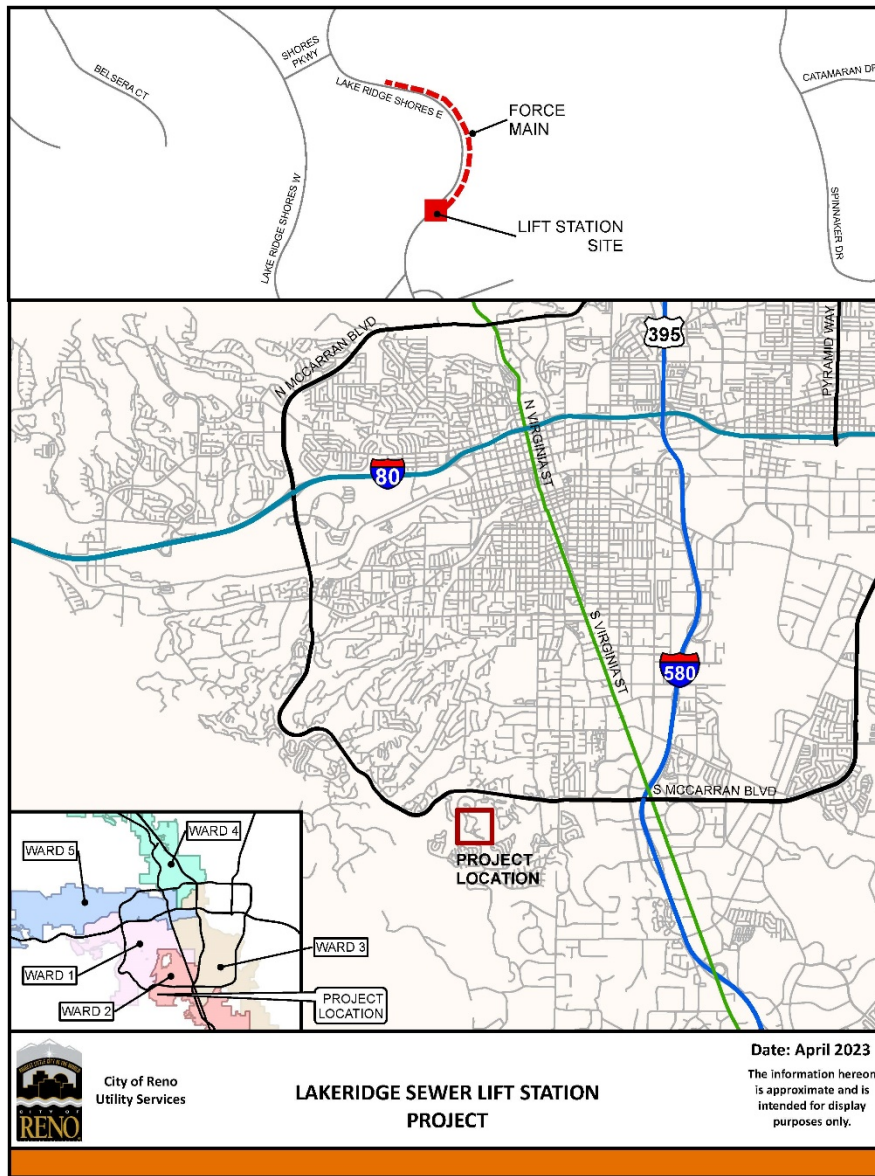 BELSERA CT
SHORES
PKWY
LAKE RIDGE SHORES E
FORCE
MAIN
CATAMARAN DR
LAKE RIDGE SHORES W
LIFT STATION
SITE
SPINNAKER DR
N MCCARRAN BLVD
395
PYRAMID WAY
N VIRGINIA ST
80
S VIRGINIA ST
580
S MCCARRAN BLVD
PROJECT
LOCATION
WARD 4
WARD 5
WARD 3
WARD 1
WARD 2
PROJECT
LOCATION
CITY OF
RENO
City of Reno
Utility Services
LAKERIDGE SEWER LIFT STATION
PROJECT
Date: April 2023
The information hereon
is approximate and is
intended for display
purposes only.